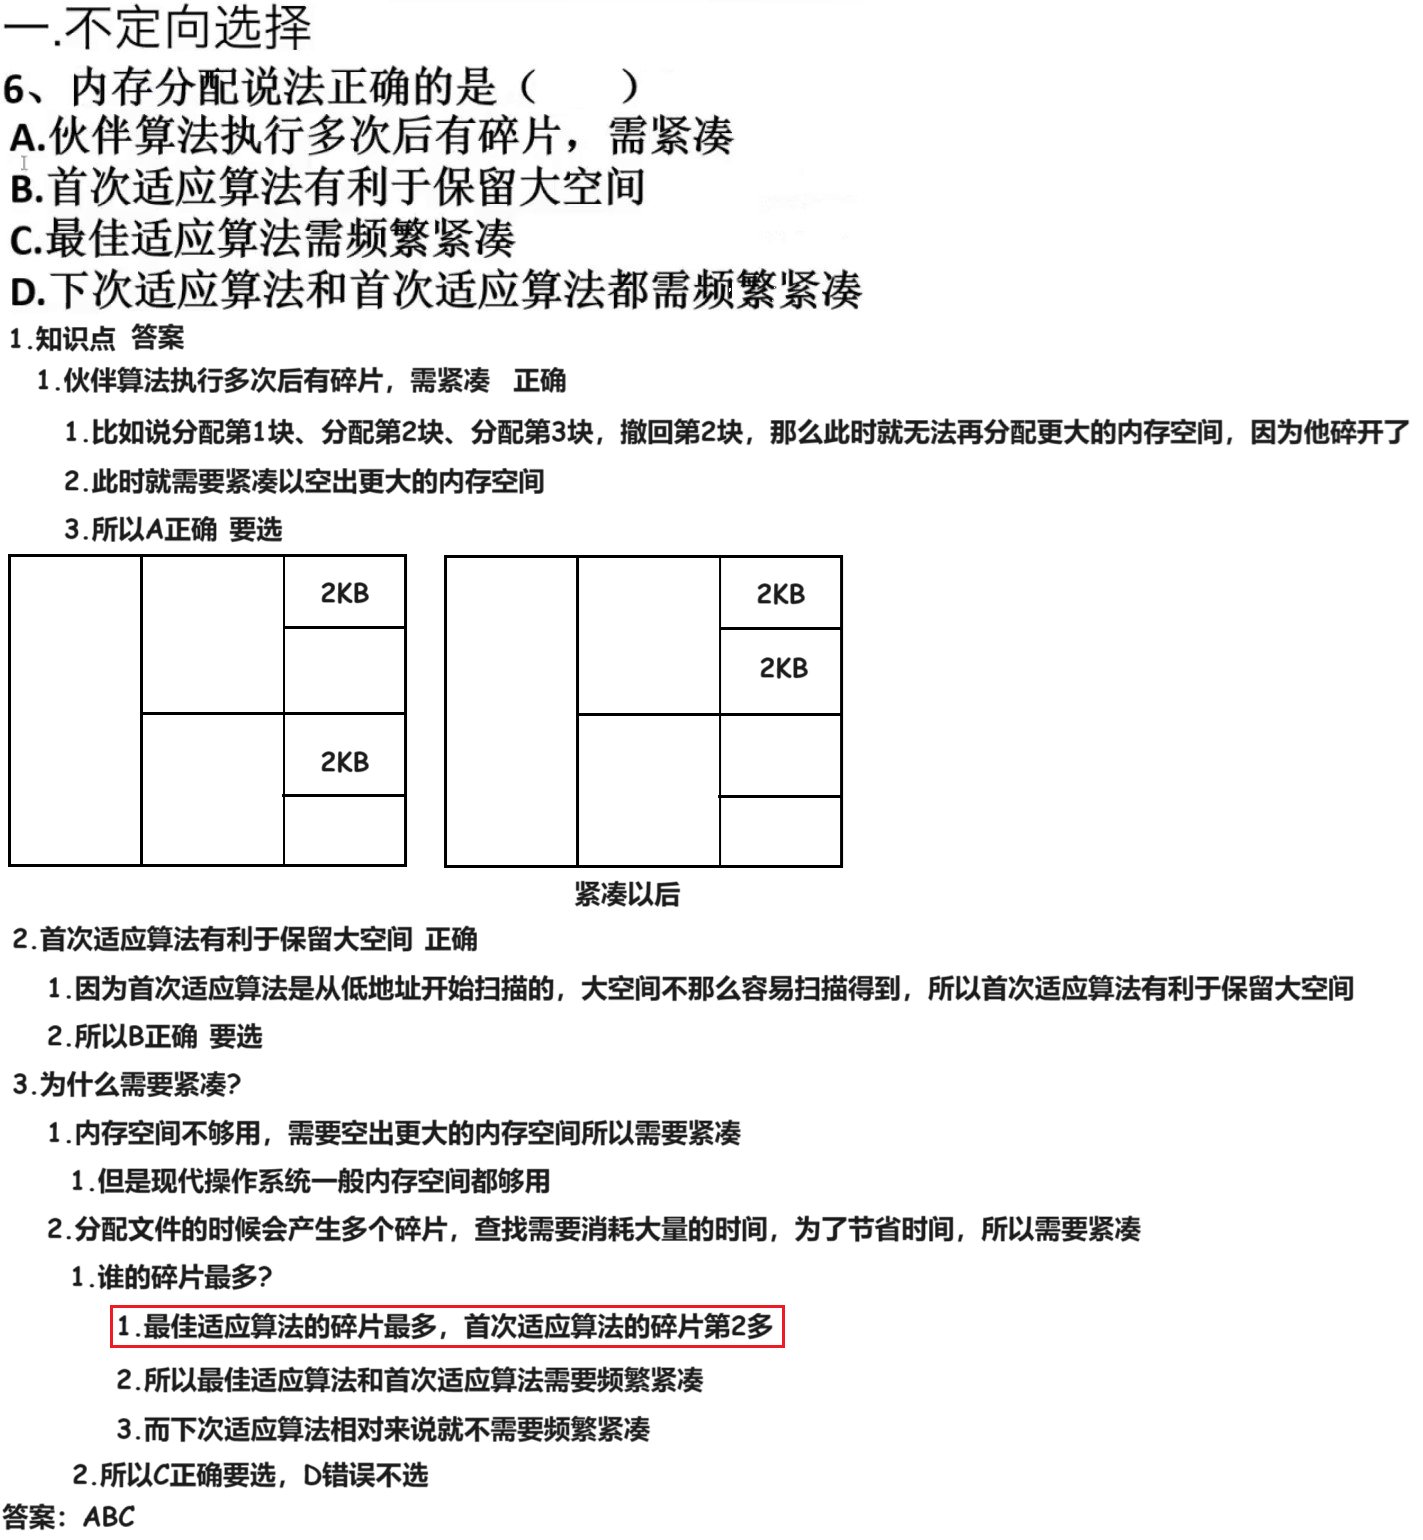 一.不定向选择
6、内存分配说法正确的是（　　）
A.伙伴算法执行多次后有碎片，需紧凑
B.首次适应算法有利于保留大空间
C.最佳适应算法需频繁紧凑
D.下次适应算法和首次适应算法都需频繁紧凑
1.知识点 答案
1.伙伴算法执行多次后有碎片，需紧凑 正确
1.比如说分配第1块、分配第2块、分配第3块，撤回第2块，那么此时就无法再分配更大的内存空间，因为他碎开了
2.此时就需要紧凑以空出更大的内存空间
3.所以A正确 要选
2KB
2KB
2KB
2KB
紧凑以后
2.首次适应算法有利于保留大空间 正确
1.因为首次适应算法是从低地址开始扫描的，大空间不那么容易扫描得到，所以首次适应算法有利于保留大空间
2.所以B正确 要选
3.为什么需要紧凑?
1.内存空间不够用，需要空出更大的内存空间所以需要紧凑
1.但是现代操作系统一般内存空间都够用
2.分配文件的时候会产生多个碎片，查找需要消耗大量的时间，为了节省时间，所以需要紧凑
1.谁的碎片最多?
1.最佳适应算法的碎片最多，首次适应算法的碎片第2多
2.所以最佳适应算法和首次适应算法需要频繁紧凑
3.而下次适应算法相对来说就不需要频繁紧凑
2.所以C正确要选，D错误不选
答案：ABC